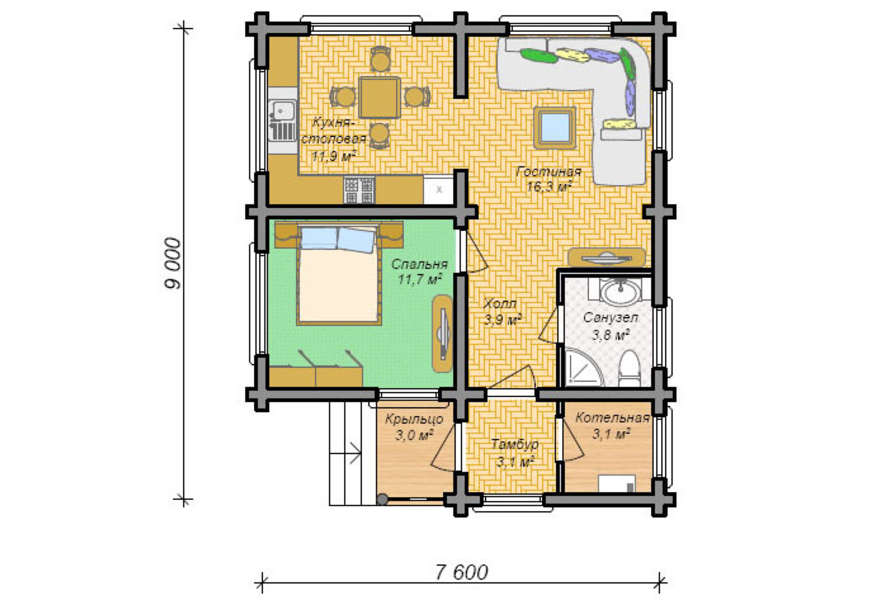 Кухня-
столовая
11,9 м²
Гостиная
16,3 м²
x
9 000
Спальня
11,7 м²
Холл
3,9 м²
Санузел
3,8 м²
Крыльцо
3,0 м²
Тамбур
3,1 м²
Котельная
3,1 м²
7 600